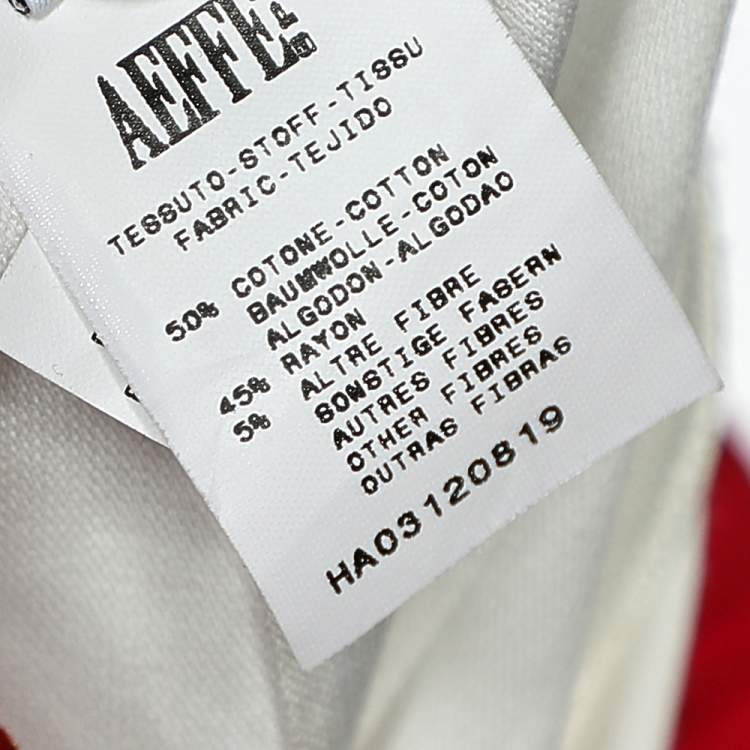 AEFFE
TESSUTO-STOFF-TISSU
FABRIC-TEJIDO
50% COTONE-COTTON
BAUMWOLLE-COTON
ALGODON-ALGODAO
45% RAYON
5% ALTRE FIBRE
SONSTIGE FASERN
AUTRES FIBRES
OTHER FIBRES
OUTRAS FIBRAS
HA03120819